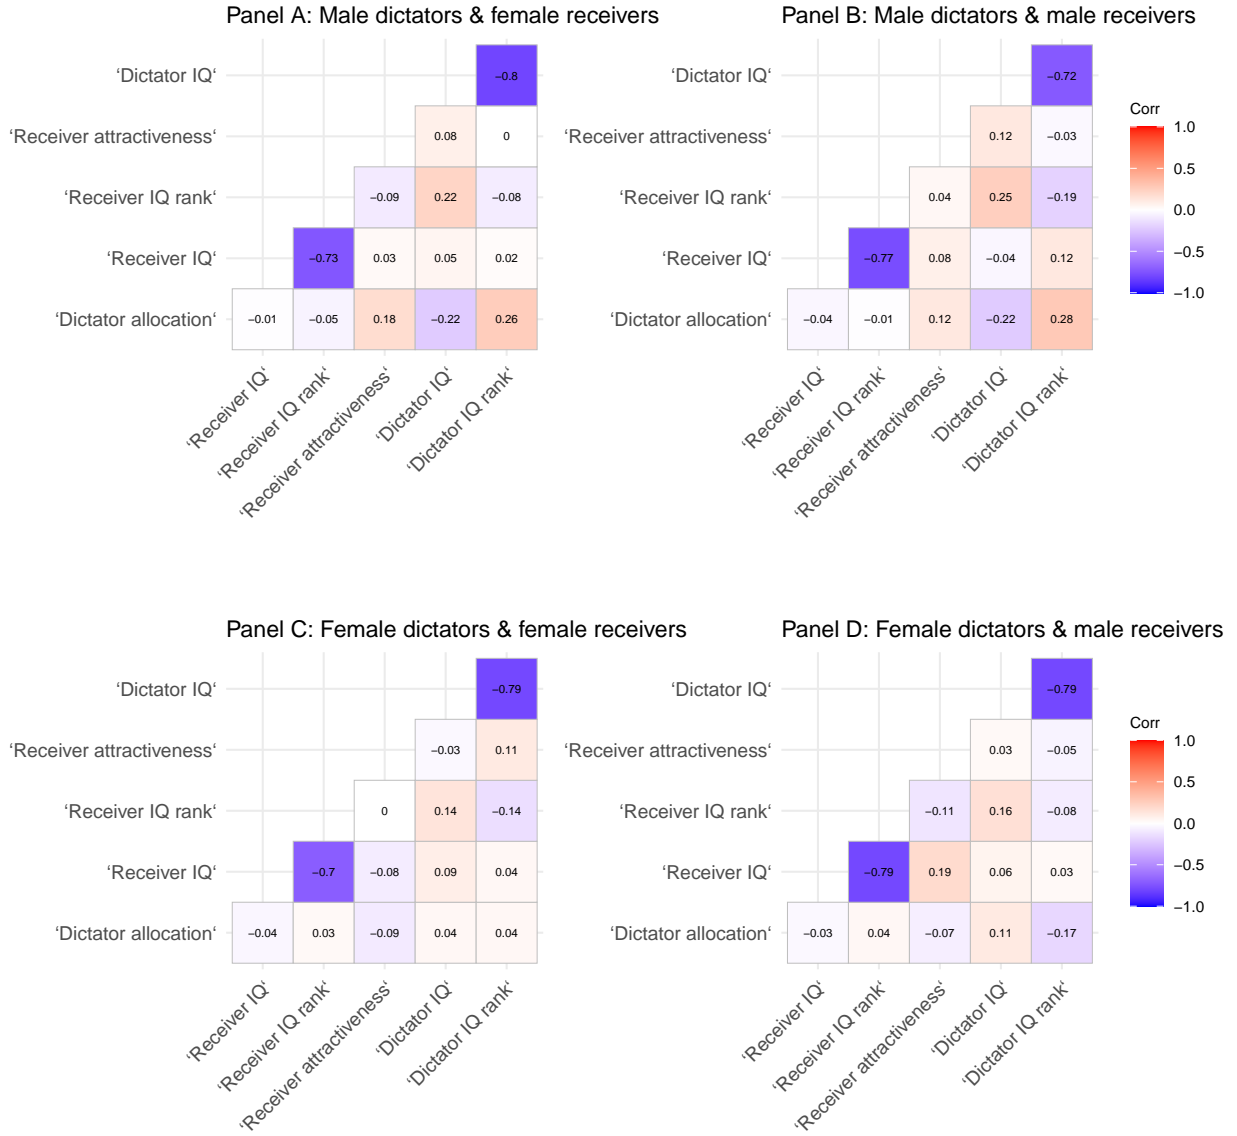 Panel A: Male dictators & female receivers
‘Dictator IQ‘
−0.8
‘Receiver attractiveness‘
0.08
0
‘Receiver IQ rank‘
−0.09
0.22
−0.08
‘Receiver IQ‘
−0.73
0.03
0.05
0.02
‘Dictator allocation‘
−0.01
−0.05
0.18
−0.22
0.26
‘Receiver IQ‘
‘Receiver IQ rank‘
‘Receiver attractiveness‘
‘Dictator IQ‘
‘Dictator IQ rank‘
Panel B: Male dictators & male receivers
‘Dictator IQ‘
−0.72
‘Receiver attractiveness‘
0.12
−0.03
‘Receiver IQ rank‘
0.04
0.25
−0.19
‘Receiver IQ‘
−0.77
0.08
−0.04
0.12
‘Dictator allocation‘
−0.04
−0.01
0.12
−0.22
0.28
‘Receiver IQ‘
‘Receiver IQ rank‘
‘Receiver attractiveness‘
‘Dictator IQ‘
‘Dictator IQ rank‘
Corr
1.0
0.5
0.0
−0.5
−1.0
Panel C: Female dictators & female receivers
‘Dictator IQ‘
−0.79
‘Receiver attractiveness‘
−0.03
0.11
‘Receiver IQ rank‘
0
0.14
−0.14
‘Receiver IQ‘
−0.7
−0.08
0.09
0.04
‘Dictator allocation‘
−0.04
0.03
−0.09
0.04
0.04
‘Receiver IQ‘
‘Receiver IQ rank‘
‘Receiver attractiveness‘
‘Dictator IQ‘
‘Dictator IQ rank‘
Panel D: Female dictators & male receivers
‘Dictator IQ‘
−0.79
‘Receiver attractiveness‘
0.03
−0.05
‘Receiver IQ rank‘
−0.11
0.16
−0.08
‘Receiver IQ‘
−0.79
0.19
0.06
0.03
‘Dictator allocation‘
−0.03
0.04
−0.07
0.11
−0.17
‘Receiver IQ‘
‘Receiver IQ rank‘
‘Receiver attractiveness‘
‘Dictator IQ‘
‘Dictator IQ rank‘
Corr
1.0
0.5
0.0
−0.5
−1.0